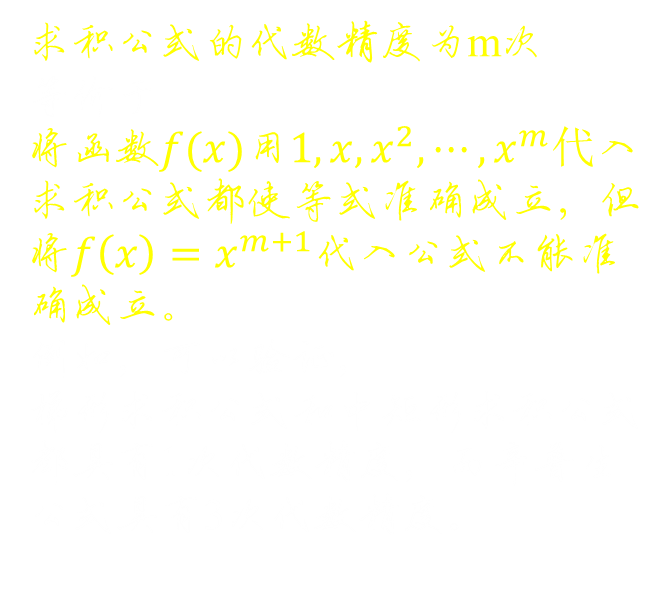 求积公式的代数精度为m次
将函数f(x)用1, x, x², ⋯ , xᵐ代入
求积公式都使等式准确成立，但
将f(x) = xᵐ⁺¹代入公式不能准
确成立。